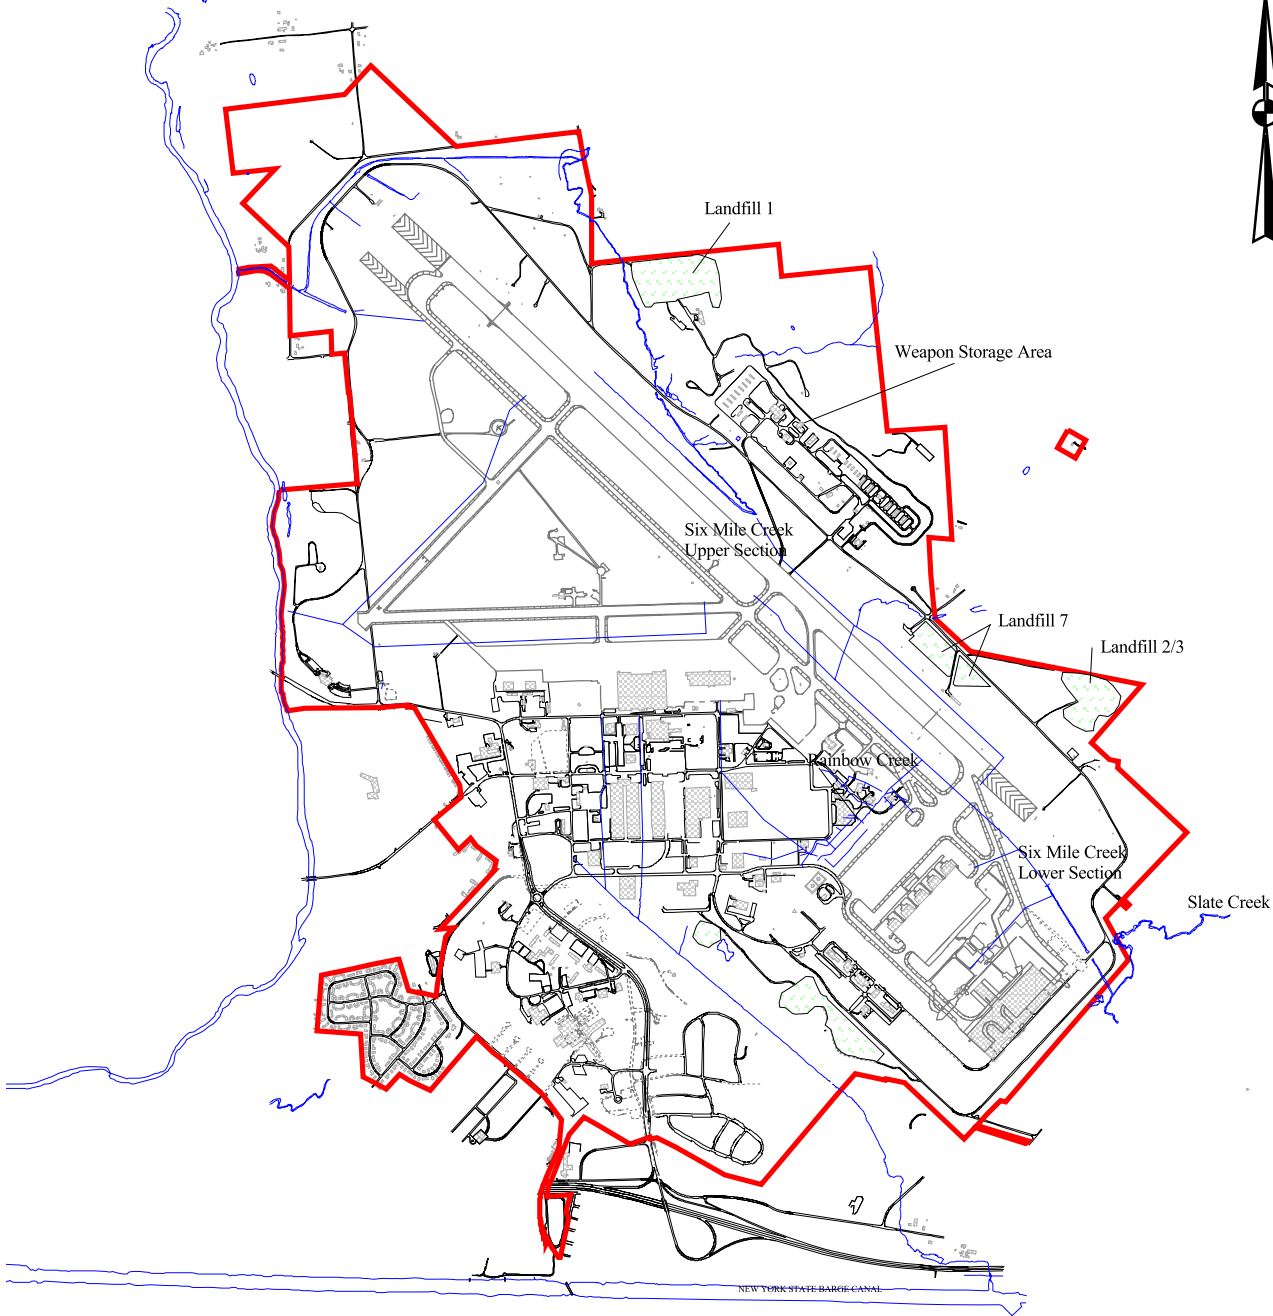 Landfill 1
Weapon Storage Area
Six Mile Creek
Upper Section
Landfill 7
Landfill 2/3
Rainbow Creek
Six Mile Creek
Lower Section
Slate Creek
NEW YORK STATE BARGE CANAL